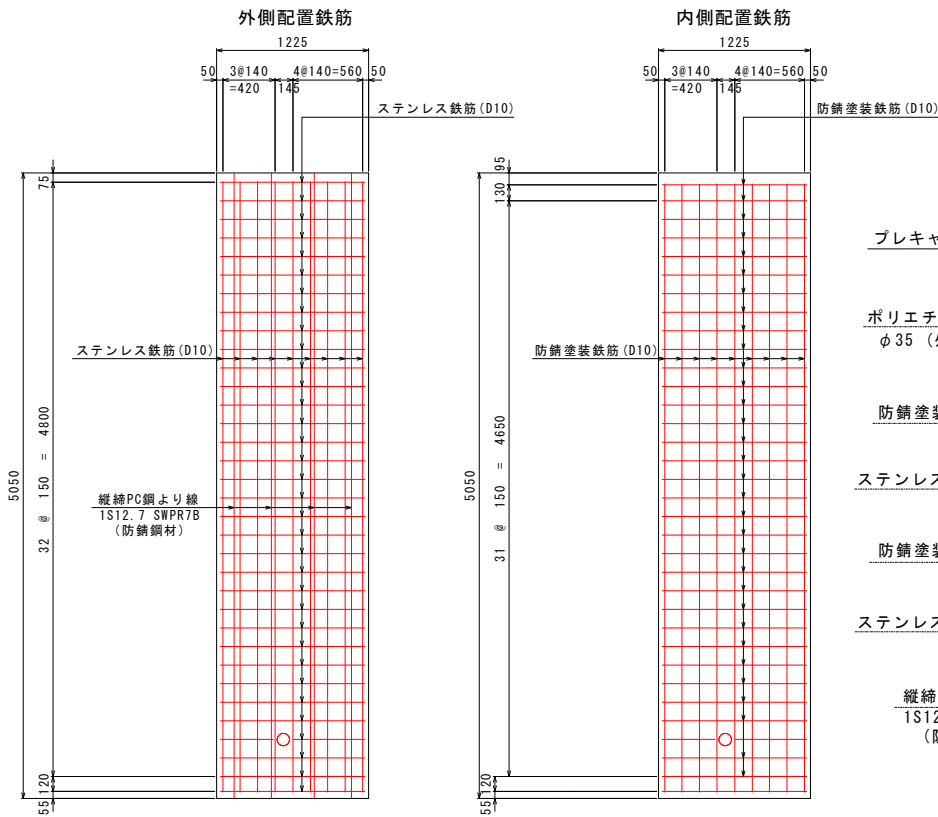 外側配置鉄筋
1225
50 3@140 4@140=560 50
=420 145
ステンレス鉄筋(D10)
75
5050
32 @ 150 = 4800
ステンレス鉄筋(D10)
縦締PC鋼より線
1S12.7 SWPR7B
(防錆鋼材)
120
55
内側配置鉄筋
1225
50 3@140 4@140=560 50
=420 145
防錆塗装鉄筋(D10)
95
130
5050
31 @ 150 = 4650
防錆塗装鉄筋(D10)
120
55
プレキャ
ポリエチ
φ35 (外
防錆塗装
ステンレス
防錆塗装
ステンレス
縦締
1S12
(防